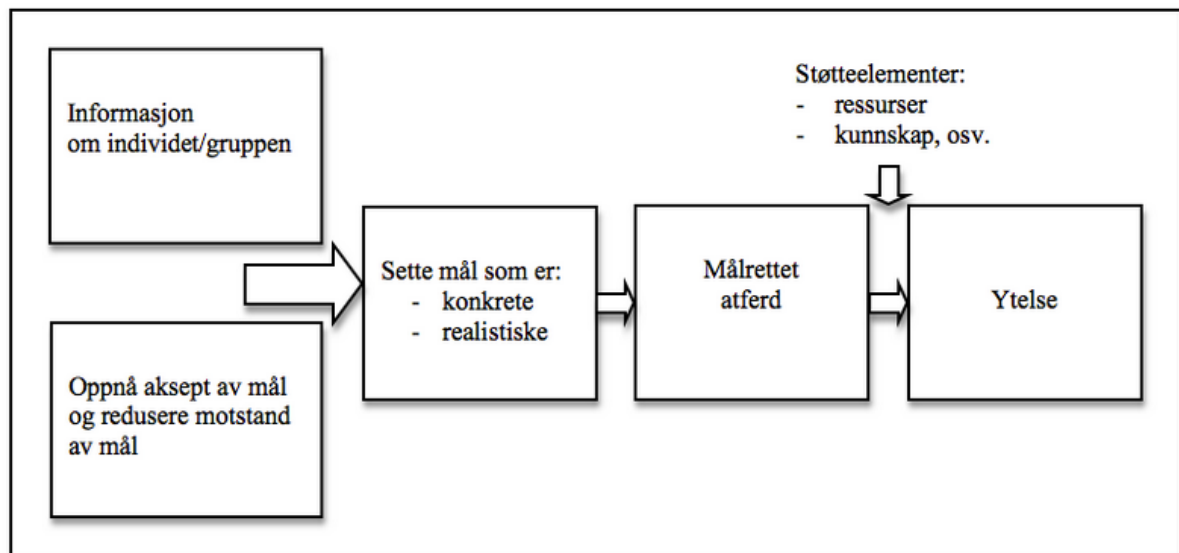 Informasjon
om individet/gruppen
Oppnå aksept av mål
og redusere motstand
av mål
Sette mål som er:
- konkrete
- realistiske
Målrettet
atferd
Støtteelementer:
- ressurser
- kunnskap, osv.
Ytelse